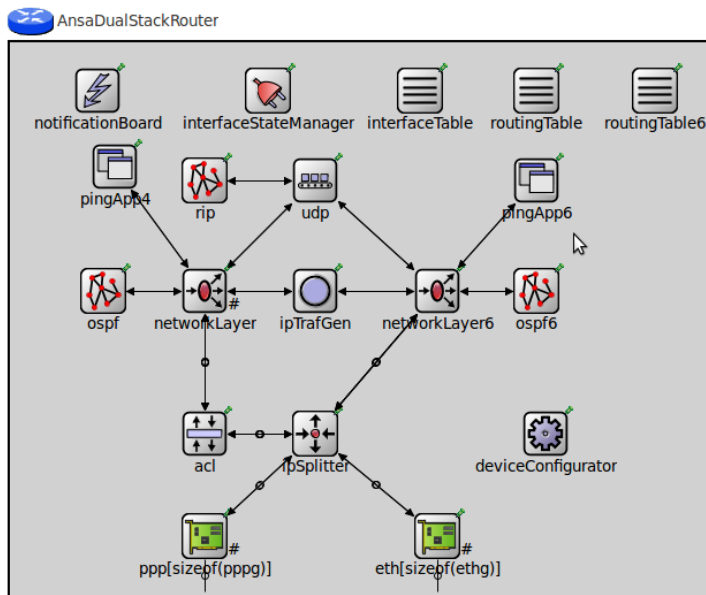 AnsaDualStackRouter
notificationBoard
interfaceStateManager
interfaceTable
routingTable
routingTable6
pingApp4
rip
udp
pingApp6
ospf
networkLayer
#
ipTrafGen
networkLayer6
ospf6
acl
ipSplitter
deviceConfigurator
ppp[sizeof(pppg)]
#
eth[sizeof(ethg)]
#